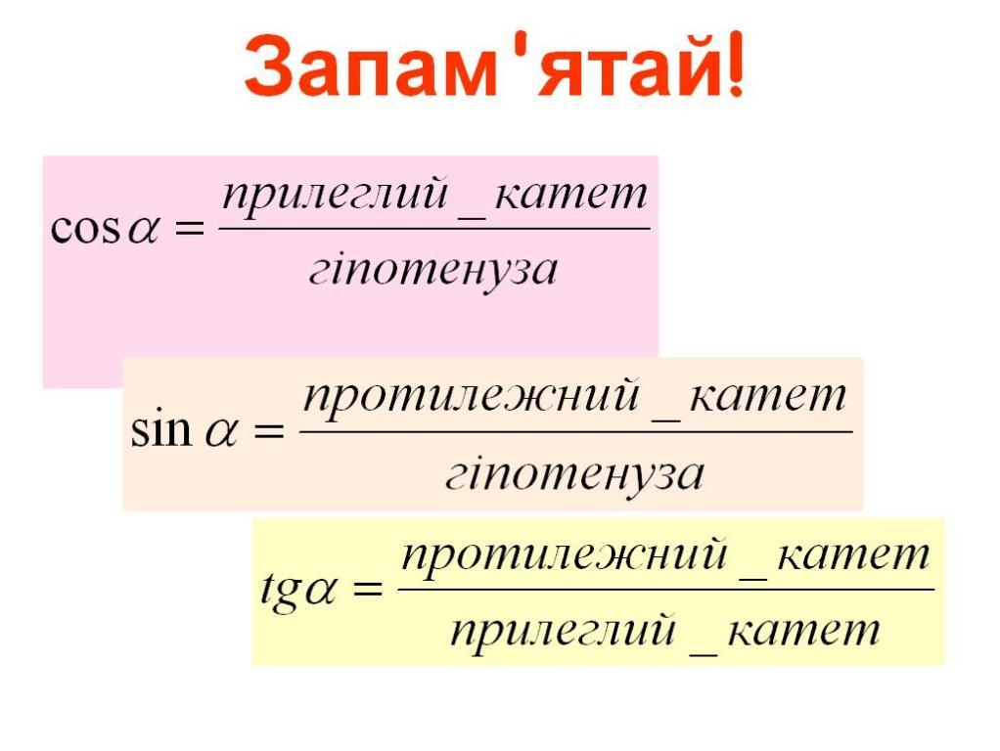 Запам'ятай!
cos α = прилеглий _ катет
гіпотенуза
sin α = протилежний _ катет
гіпотенуза
tgα = протилежний _ катет
прилеглий _ катет